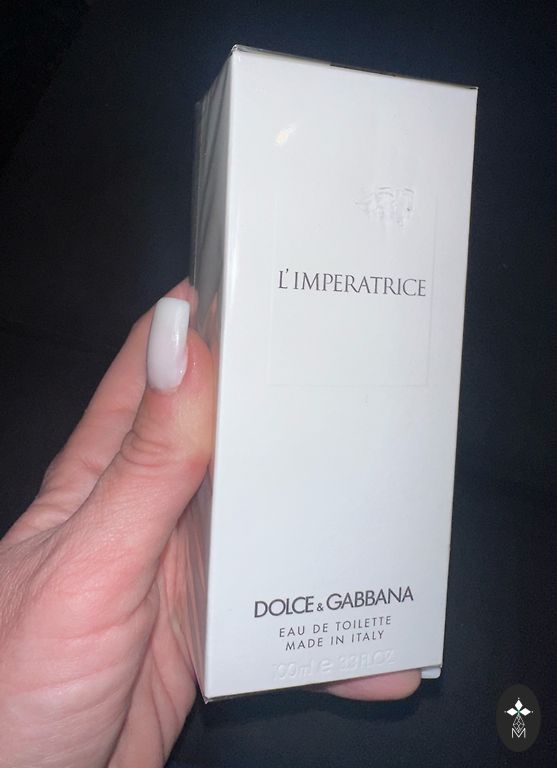 L'IMPERATRICE
DOLCE & GABBANA
EAU DE TOILETTE
MADE IN ITALY
100ml e 3.3 FL.OZ.